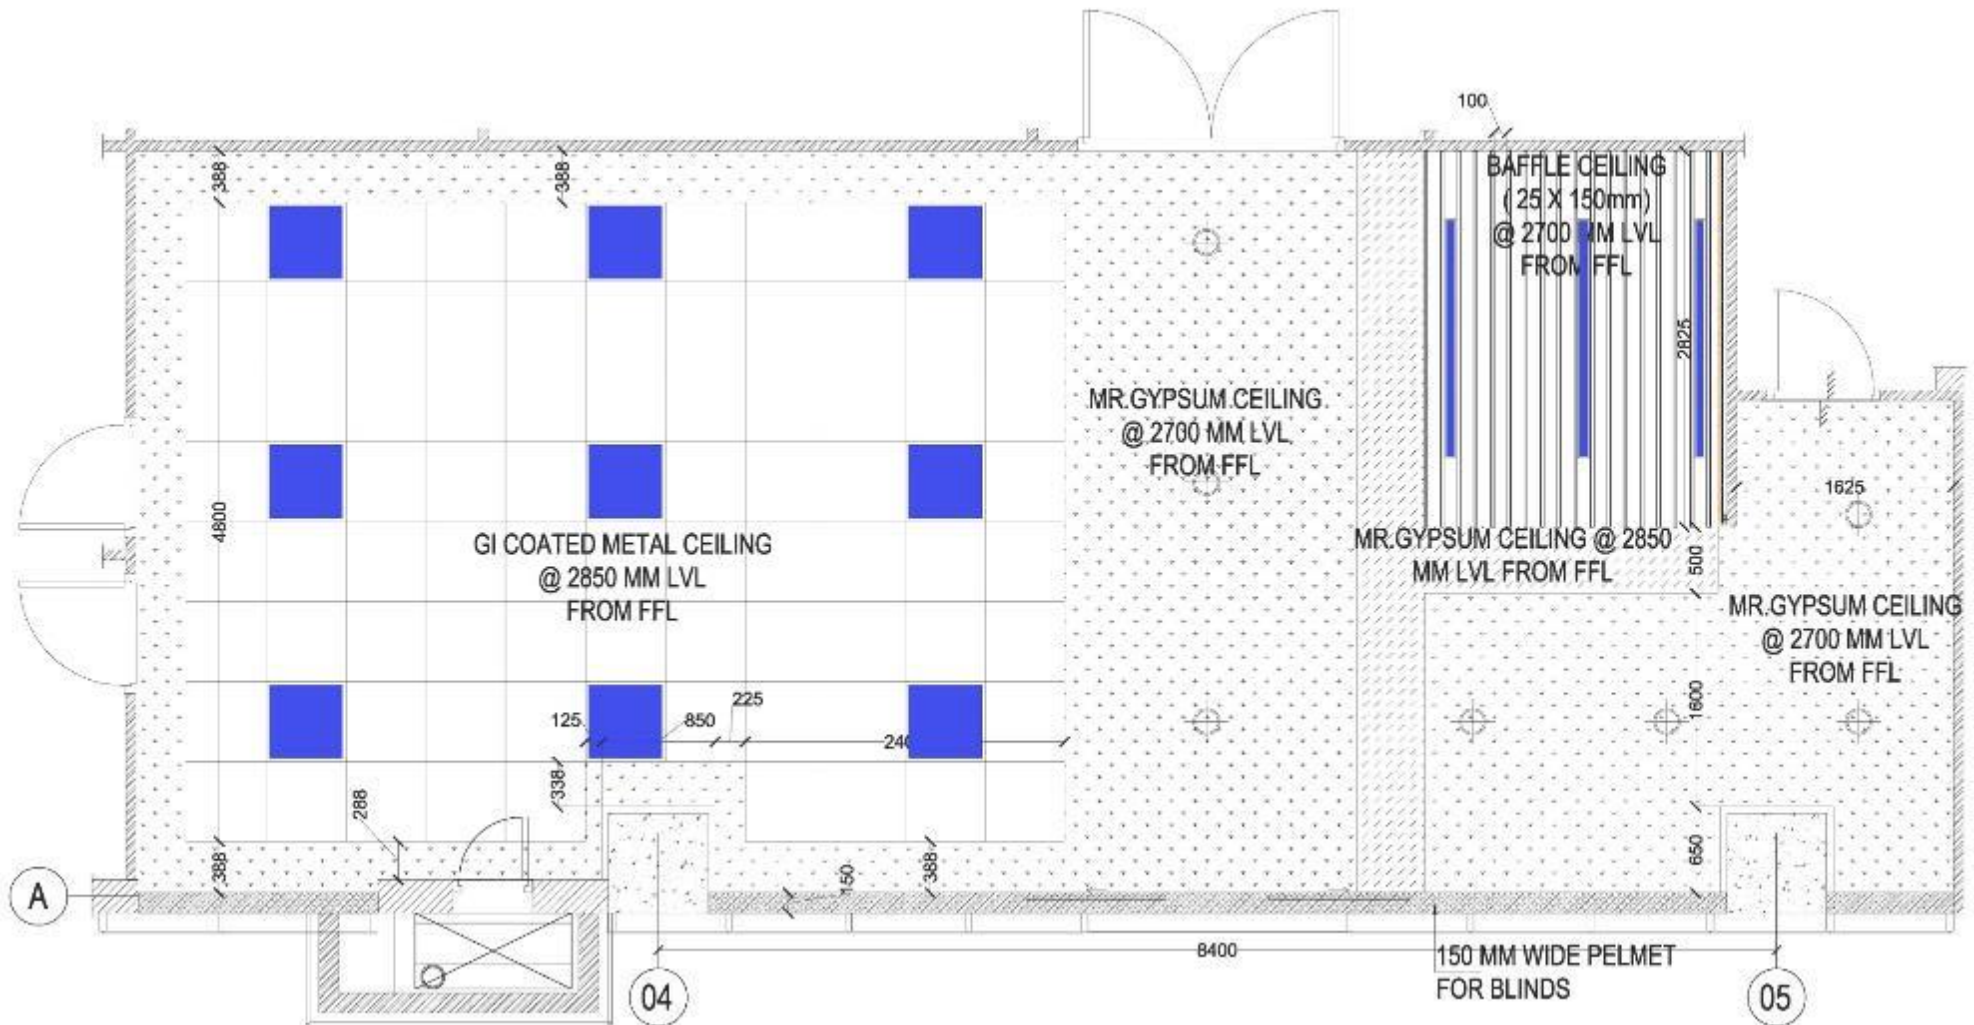 100
388
388
BAFFLE CEILING
( 25 X 150mm)
@ 2700 MM LVL
FROM FFL
2825
MR.GYPSUM CEILING
@ 2700 MM LVL
FROM FFL
1625
4800
GI COATED METAL CEILING
@ 2850 MM LVL
FROM FFL
MR.GYPSUM CEILING @ 2850
MM LVL FROM FFL
500
MR.GYPSUM CEILING
@ 2700 MM LVL
FROM FFL
1600
125
850
225
338
288
388
150
388
650
A
8400
150 MM WIDE PELMET
FOR BLINDS
04
05